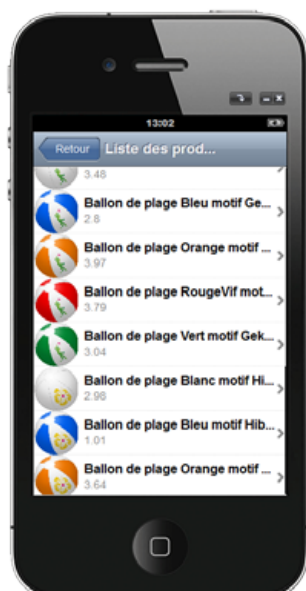 13:02
Retour Liste des prod...
3.48
Ballon de plage Bleu motif Ge...
2.8
Ballon de plage Orange motif ...
3.97
Ballon de plage RougeVif mot...
3.79
Ballon de plage Vert motif Gek...
3.04
Ballon de plage Blanc motif Hi...
2.96
Ballon de plage Bleu motif Hib...
1.01
Ballon de plage Orange motif ...
3.64